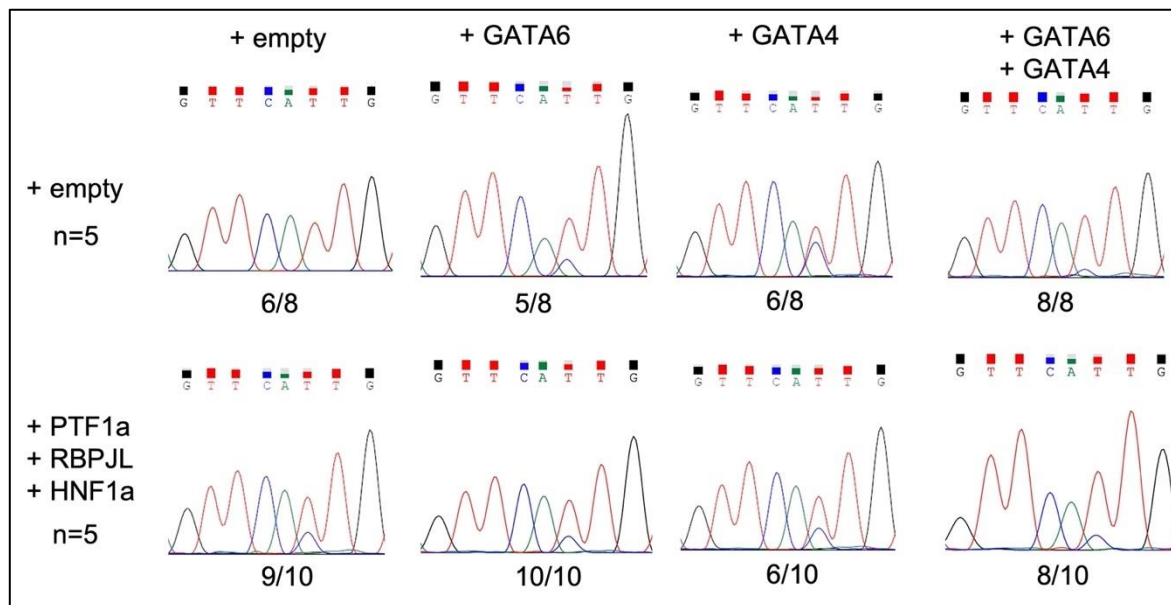 + empty
+ GATA6
+ GATA4
+ GATA6
+ GATA4
G T T C A T T G
G T T C A T T G
G T T C A T T G
G T T C A T T G
+ empty
n=5
6/8
5/8
6/8
8/8
G T T C A T T G
G T T C A T T G
G T T C A T T G
G T T C A T T G
+ PTF1a
+ RBPJL
+ HNF1a
n=5
9/10
10/10
6/10
8/10